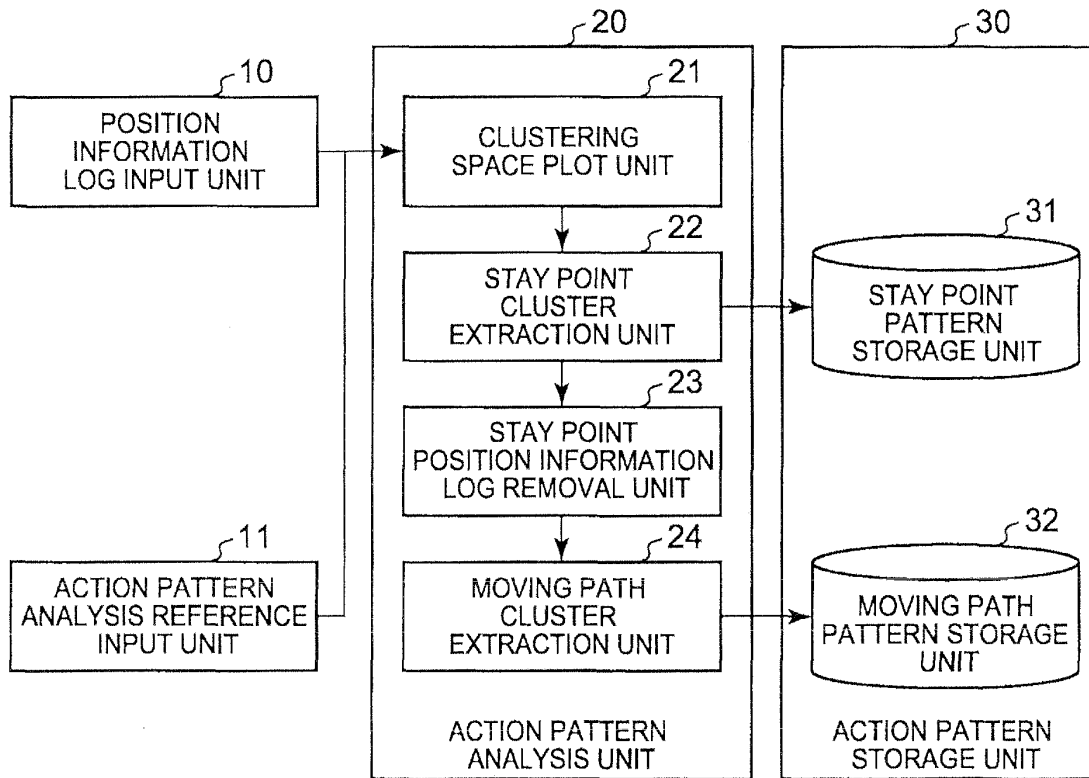 20
30
10
POSITION
INFORMATION
LOG INPUT UNIT
21
CLUSTERING
SPACE PLOT UNIT
22
STAY POINT
CLUSTER
EXTRACTION UNIT
31
STAY POINT
PATTERN
STORAGE UNIT
23
STAY POINT
POSITION INFORMATION
LOG REMOVAL UNIT
11
ACTION PATTERN
ANALYSIS REFERENCE
INPUT UNIT
24
MOVING PATH
CLUSTER
EXTRACTION UNIT
32
MOVING PATH
PATTERN STORAGE
UNIT
ACTION PATTERN
ANALYSIS UNIT
ACTION PATTERN
STORAGE UNIT